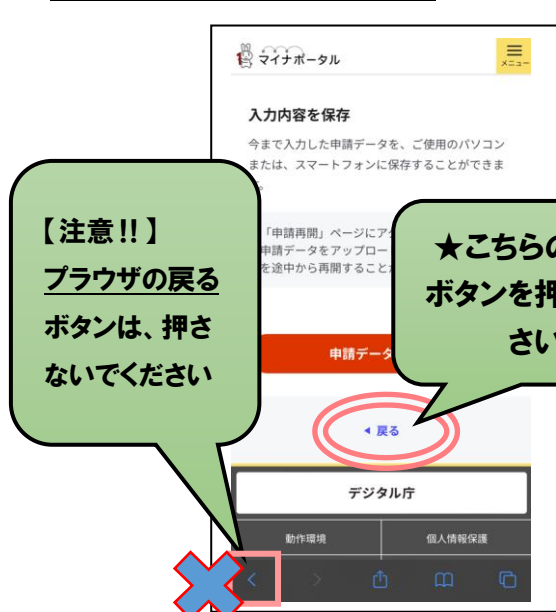 マイナポータル
メニュー
入力内容を保存
今まで入力した申請データを、ご使用のパソコン
または、スマートフォンに保存することができま
す。
「申請再開」ページにア
申請データをアップロー
を途中から再開すること
【注意!!】
プラウザの戻る
ボタンは、押さ
ないでください
★こちらの
ボタンを押
さい
申請データ
戻る
デジタル庁
動作環境
個人情報保護